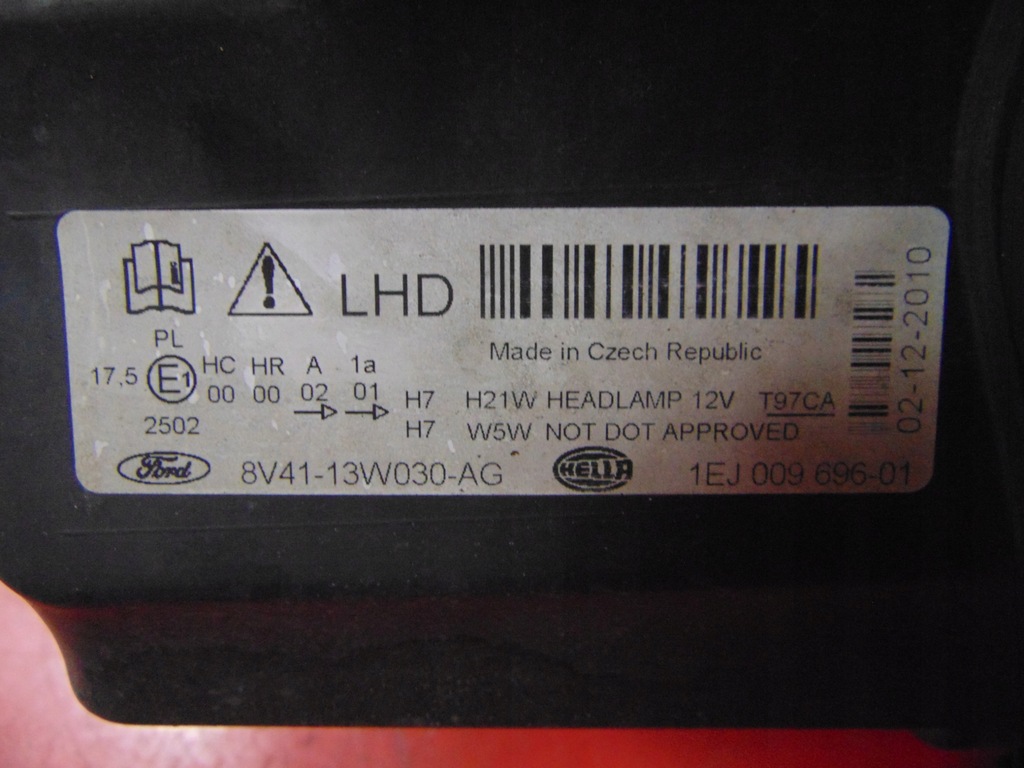 LHD
Made in Czech Republic
PL
17,5 E1 HC HR A 1a
00 00 02 01
2502
H7 H21W HEADLAMP 12V T97CA
H7 W5W NOT DOT APPROVED
Ford 8V41-13W030-AG HELLA 1EJ 009 696-01
02-12-2010